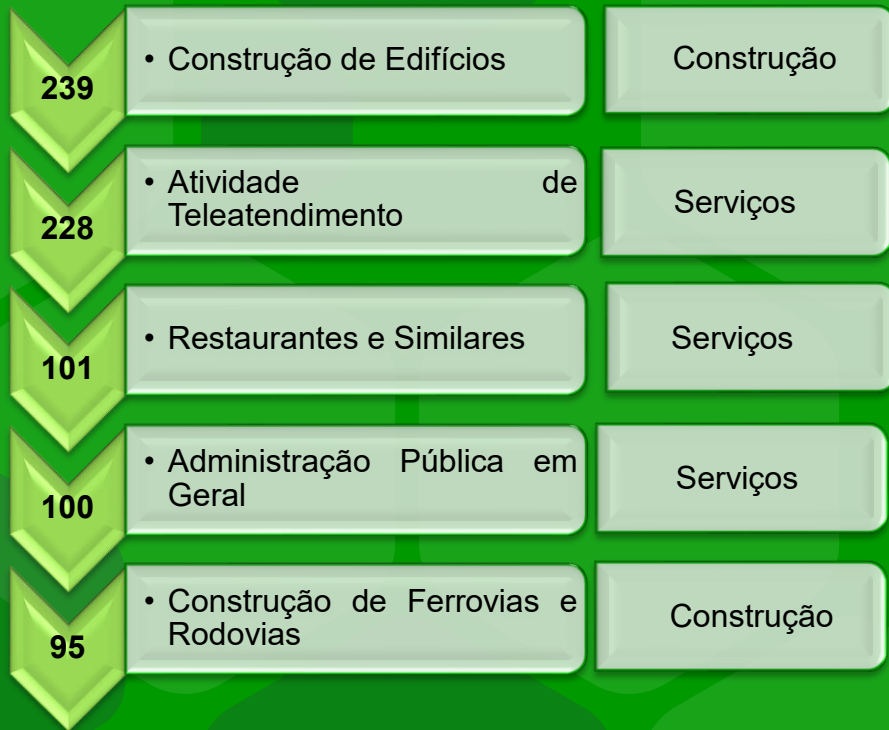 239
• Construção de Edifícios
Construção
228
• Atividade de
Teleatendimento
Serviços
101
• Restaurantes e Similares
Serviços
100
• Administração Pública em
Geral
Serviços
95
• Construção de Ferrovias e
Rodovias
Construção